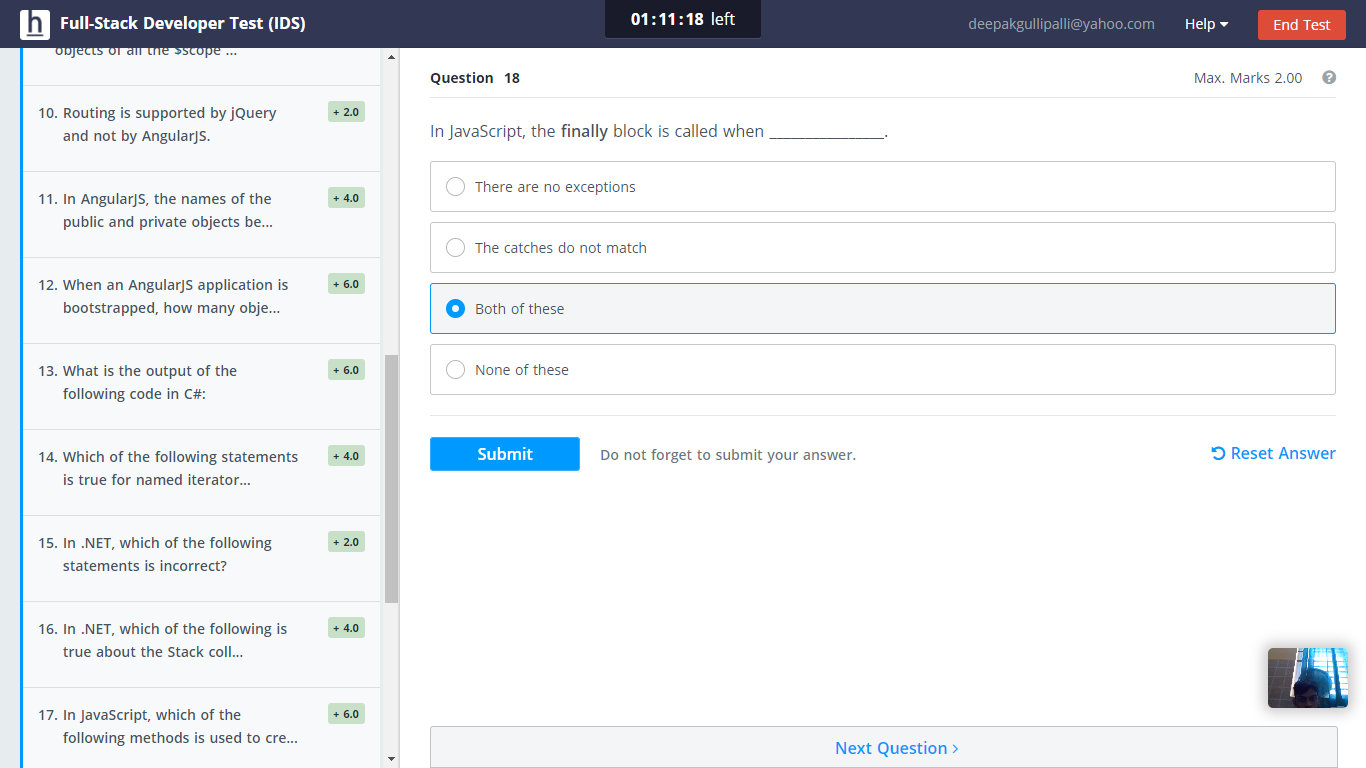 h Full-Stack Developer Test (IDS)
01:11:18 left
deepakgullipalli@yahoo.com
Help
End Test
objects of all the $scope ...
10. Routing is supported by jQuery
and not by AngularJS.
+ 2.0
11. In AngularJS, the names of the
public and private objects be...
+ 4.0
12. When an AngularJS application is
bootstrapped, how many obje...
+ 6.0
13. What is the output of the
following code in C#:
+ 6.0
14. Which of the following statements
is true for named iterator...
+ 4.0
15. In .NET, which of the following
statements is incorrect?
+ 2.0
16. In .NET, which of the following is
true about the Stack coll...
+ 4.0
17. In JavaScript, which of the
following methods is used to cre...
+ 6.0
Question 18
Max. Marks 2.00 ?
In JavaScript, the finally block is called when ________________.
There are no exceptions
The catches do not match
Both of these
None of these
Submit
Do not forget to submit your answer.
Reset Answer
Next Question >